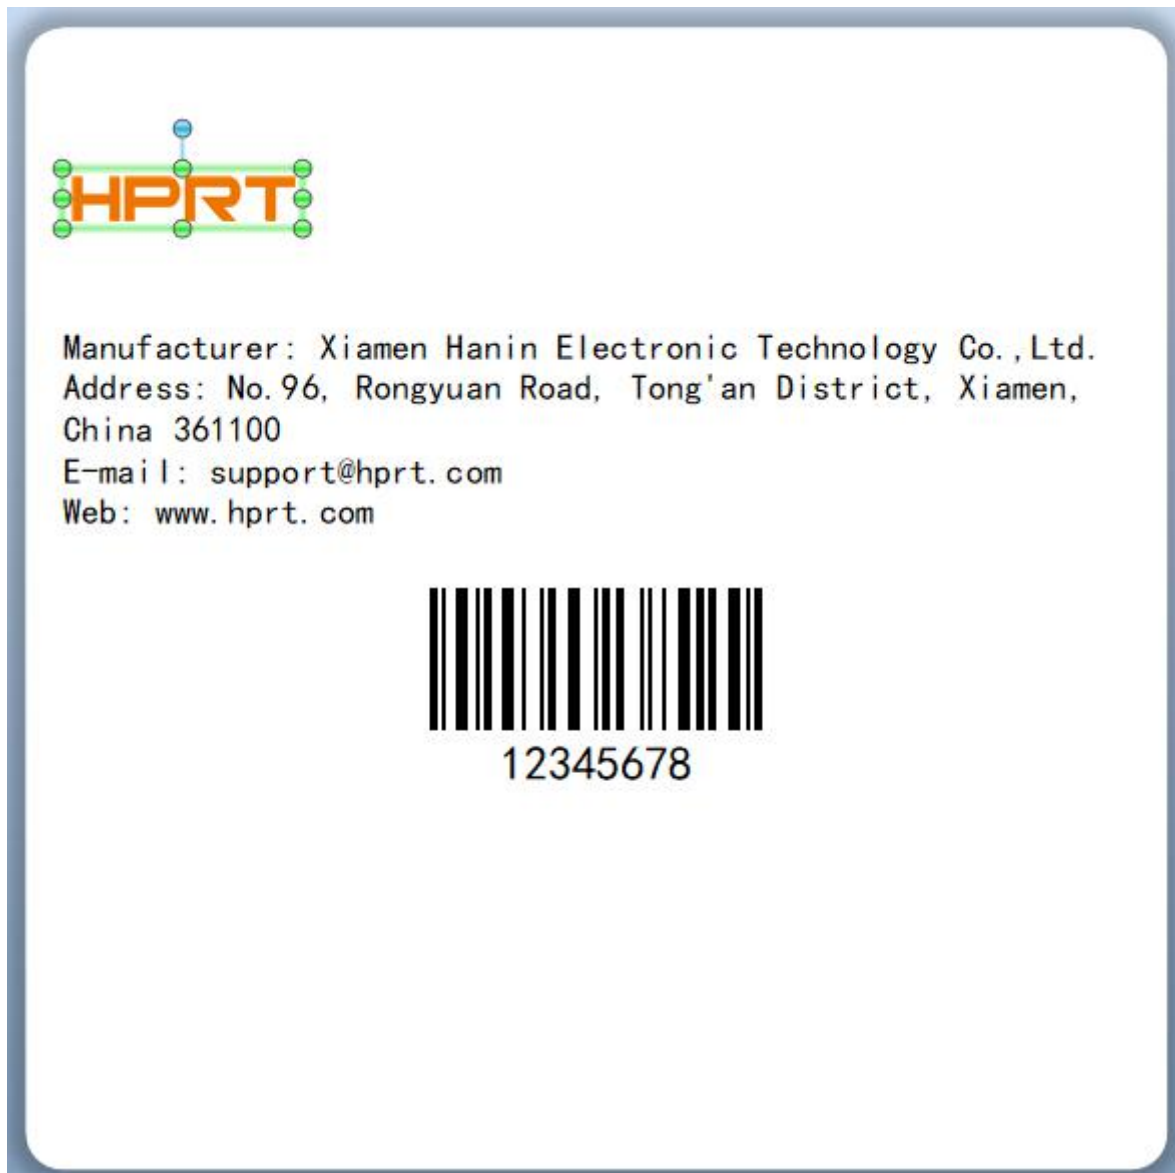 HPRT
Manufacturer: Xiamen Hanin Electronic Technology Co.,Ltd.
Address: No.96, Rongyuan Road, Tong'an District, Xiamen,
China 361100
E-mail: support@hprt.com
Web: www.hprt.com
12345678